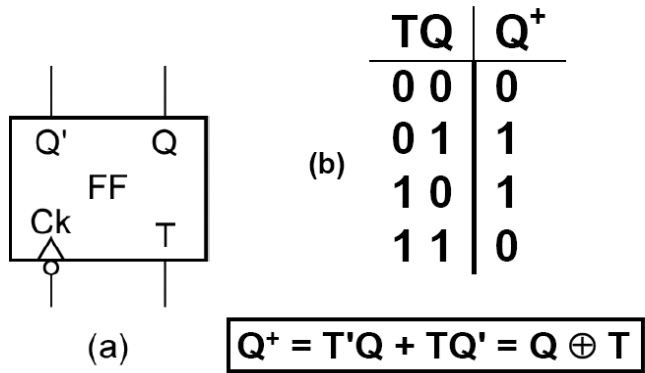 Q' Q
FF
Ck T
(a)
(b)
TQ Q⁺
0 0 0
0 1 1
1 0 1
1 1 0
Q⁺ = T'Q + TQ' = Q ⊕ T